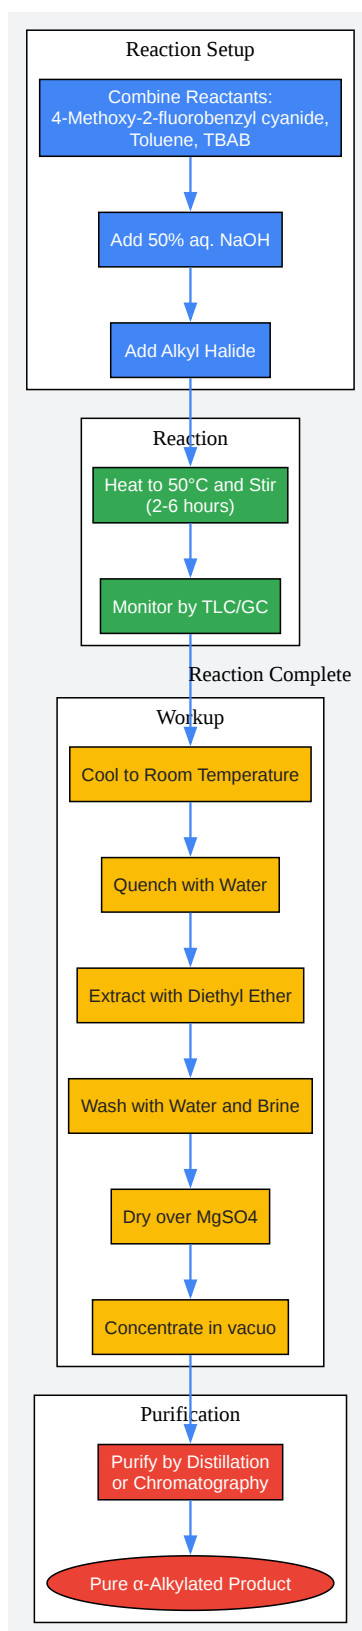 Reaction Setup
Combine Reactants:
4-Methoxy-2-fluorobenzyl cyanide,
Toluene, TBAB
Add 50% aq. NaOH
Add Alkyl Halide
Reaction
Heat to 50°C and Stir
(2-6 hours)
Monitor by TLC/GC
Reaction Complete
Workup
Cool to Room Temperature
Quench with Water
Extract with Diethyl Ether
Wash with Water and Brine
Dry over MgSO4
Concentrate in vacuo
Purification
Purify by Distillation
or Chromatography
Pure α-Alkylated Product